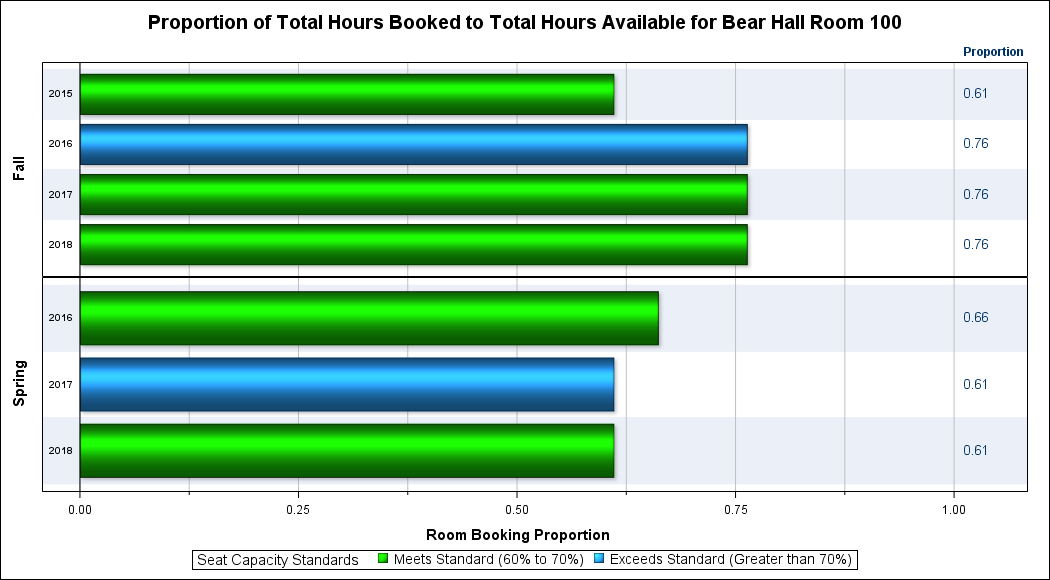 Proportion of Total Hours Booked to Total Hours Available for Bear Hall Room 100
Proportion
Fall
2015 0.61
2016 0.76
2017 0.76
2018 0.76
Spring
2016 0.66
2017 0.61
2018 0.61
0.00 0.25 0.50 0.75 1.00
Room Booking Proportion
Seat Capacity Standards Meets Standard (60% to 70%) Exceeds Standard (Greater than 70%)